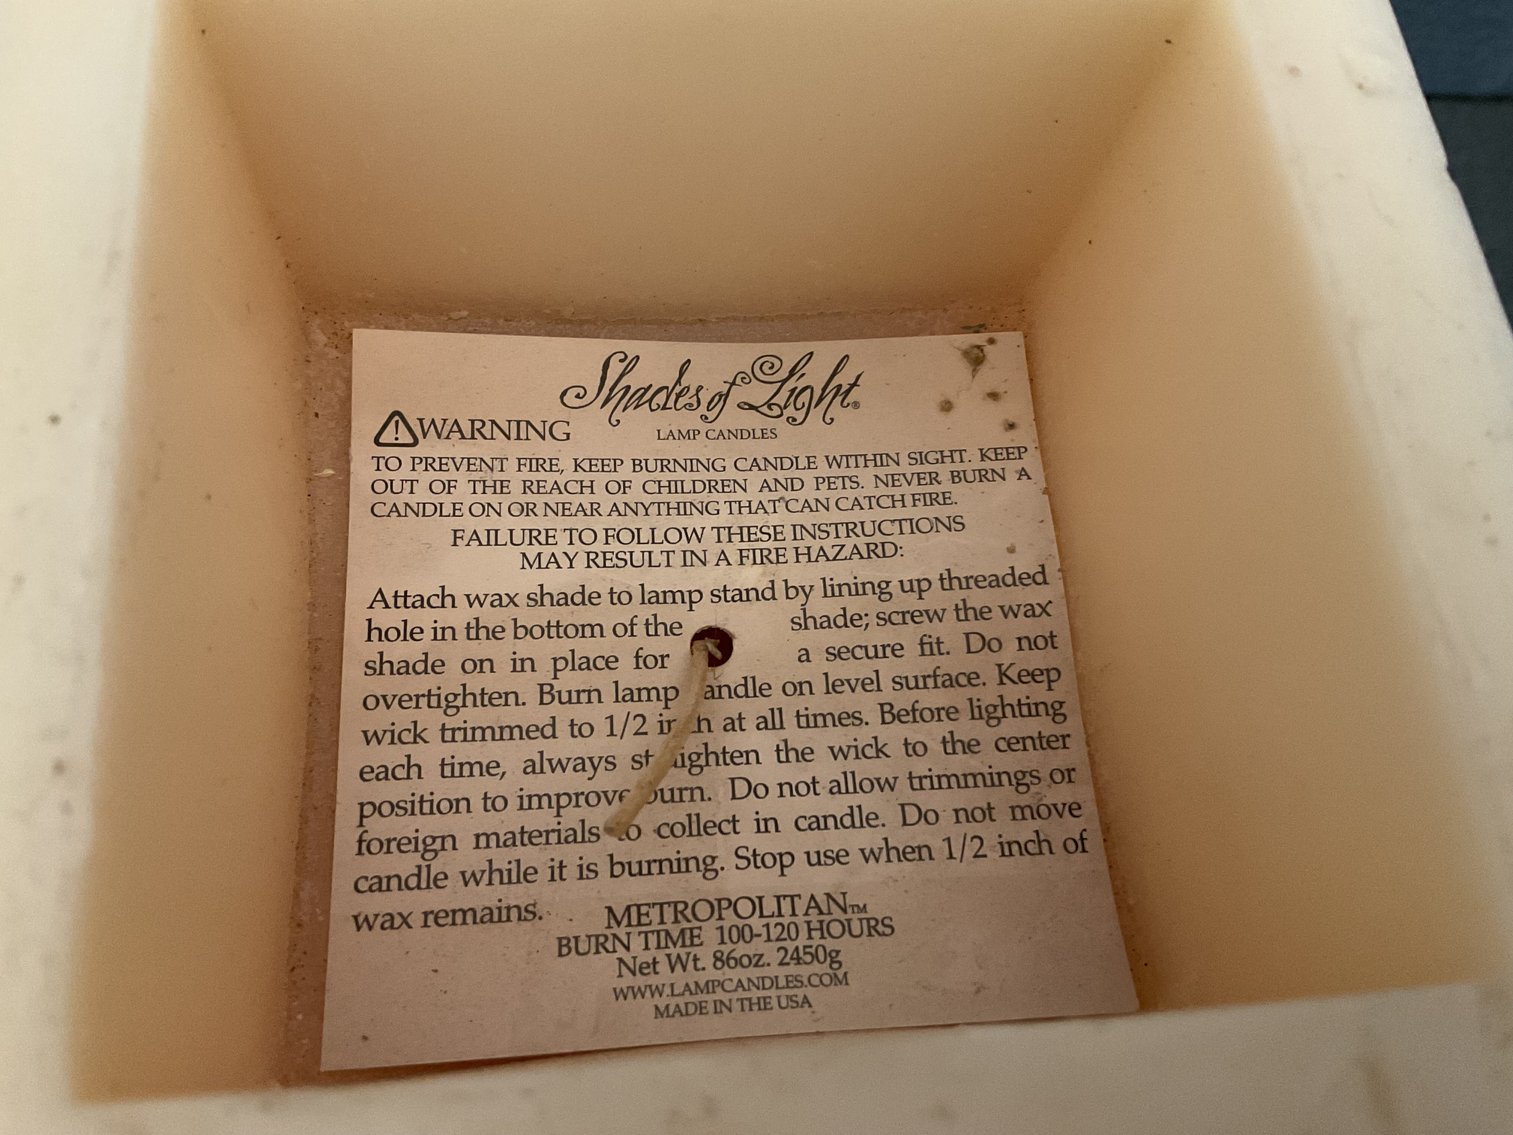 Shades of Light®
⚠WARNING
LAMP CANDLES
TO PREVENT FIRE, KEEP BURNING CANDLE WITHIN SIGHT. KEEP
OUT OF THE REACH OF CHILDREN AND PETS. NEVER BURN A
CANDLE ON OR NEAR ANYTHING THAT CAN CATCH FIRE.
FAILURE TO FOLLOW THESE INSTRUCTIONS
MAY RESULT IN A FIRE HAZARD:
Attach wax shade to lamp stand by lining up threaded
hole in the bottom of the shade; screw the wax
shade on in place for a secure fit. Do not
overtighten. Burn lamp candle on level surface. Keep
wick trimmed to 1/2 inch at all times. Before lighting
each time, always straighten the wick to the center
position to improve burn. Do not allow trimmings or
foreign materials to collect in candle. Do not move
candle while it is burning. Stop use when 1/2 inch of
wax remains.
METROPOLITAN™
BURN TIME 100-120 HOURS
Net Wt. 86oz. 2450g
WWW.LAMPCANDLES.COM
MADE IN THE USA